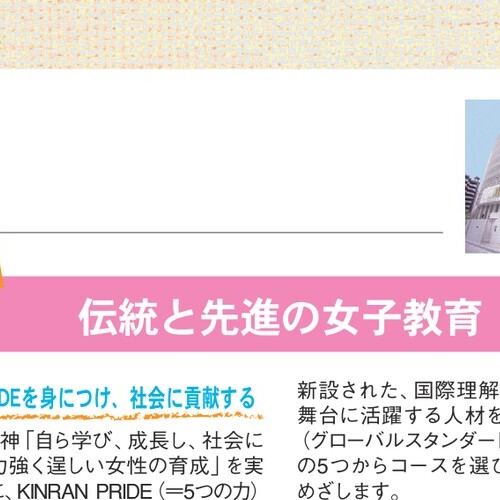 伝統と先進の女子教育
DEを身につけ、社会に貢献する
神「自ら学び、成長し、社会に
力強く逞しい女性の育成」を実
に、KINRAN PRIDE（＝5つの力）
新設された、国際理解
舞台に活躍する人材を
（グローバルスタンダード
の5つからコースを選び
めざします。